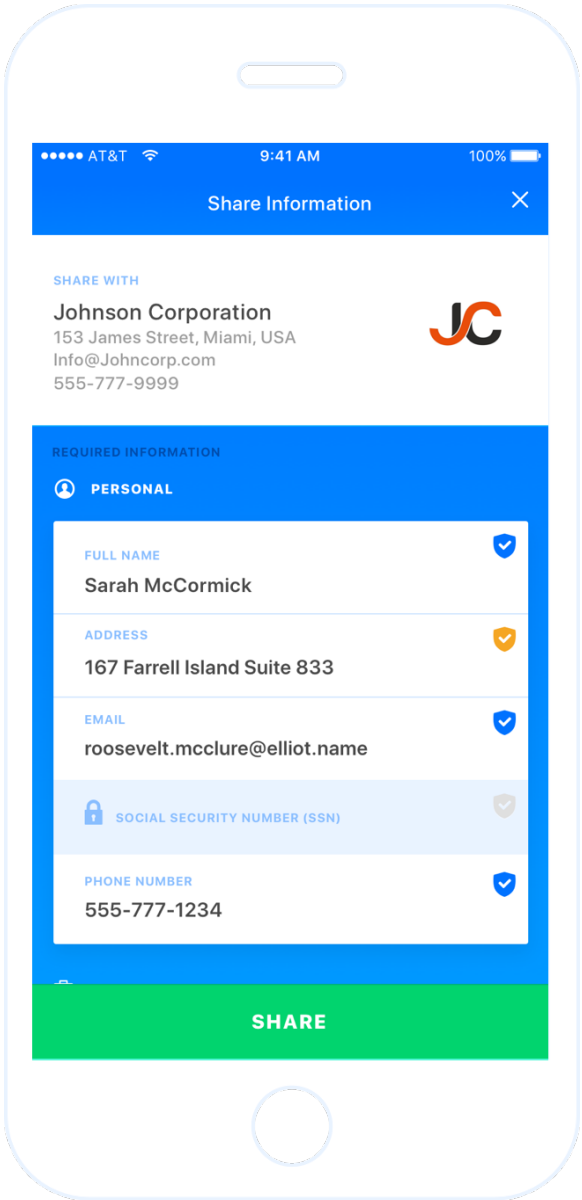 AT&T 9:41 AM 100%
Share Information
SHARE WITH
Johnson Corporation
153 James Street, Miami, USA
Info@Johncorp.com
555-777-9999
JC
REQUIRED INFORMATION
PERSONAL
FULL NAME
Sarah McCormick
ADDRESS
167 Farrell Island Suite 833
EMAIL
roosevelt.mcclure@elliot.name
SOCIAL SECURITY NUMBER (SSN)
PHONE NUMBER
555-777-1234
SHARE